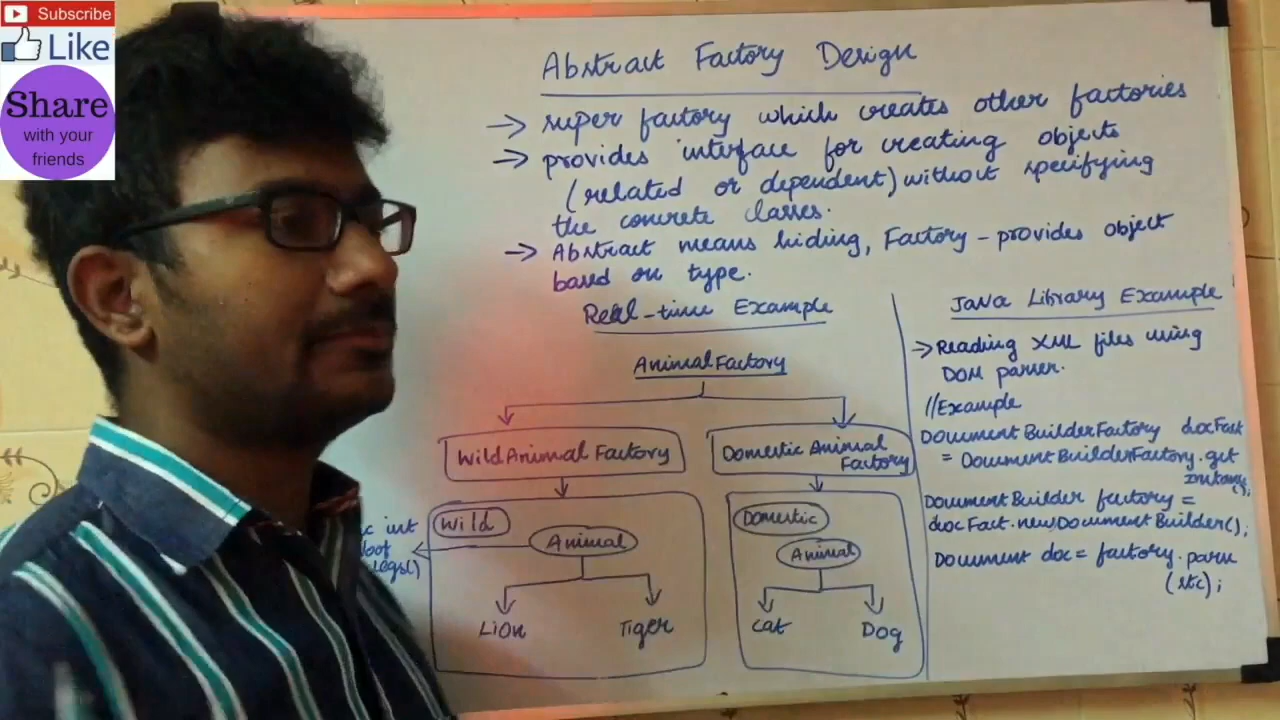 Subscribe
Like
Share
with your
friends
Abstract Factory Design
→ super factory which creates other factories
→ provides interface for creating objects
(related or dependent) without specifying
the concrete classes.
→ Abstract means hiding, Factory - provides object
based on type.
Real-time Example
AnimalFactory
WildAnimal Factory
Domestic Animal
Factory
Wild
Animal
Lion
Tiger
int
Domestic
Animal
Cat
Dog
Java Library Example
→ Reading XML files using
DOM parser.
//Example
DocumentBuilderFactory docFact
= DocumentBuilderFactory.get
Instance
();
DocumentBuilder factory =
docFact.newDocumentBuilder();
Document doc = factory.parse
(etc);